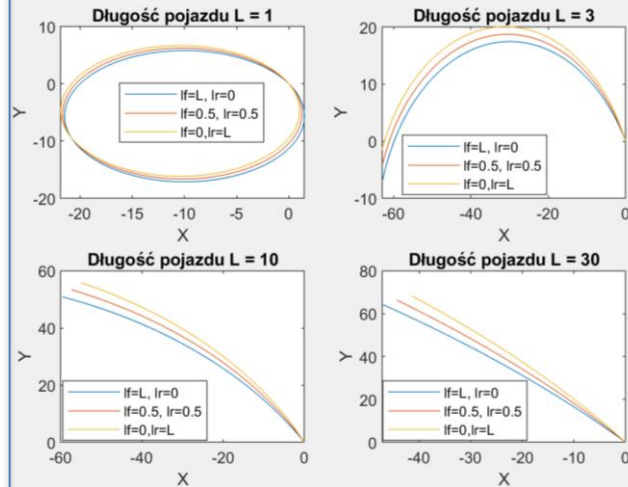 Długość pojazdu L = 1
10
0
-10
-20
Y
-20
-15
-10
-5
0
X
lf=L, lr=0
lf=0.5, lr=0.5
lf=0,lr=L
Długość pojazdu L = 3
20
10
0
-10
Y
-60
-40
-20
0
X
lf=L, lr=0
lf=0.5, lr=0.5
lf=0,lr=L
Długość pojazdu L = 10
60
40
20
0
Y
-60
-40
-20
0
X
lf=L, lr=0
lf=0.5, lr=0.5
lf=0,lr=L
Długość pojazdu L = 30
80
60
40
20
0
Y
-40
-30
-20
-10
0
X
lf=L, lr=0
lf=0.5, lr=0.5
lf=0,lr=L